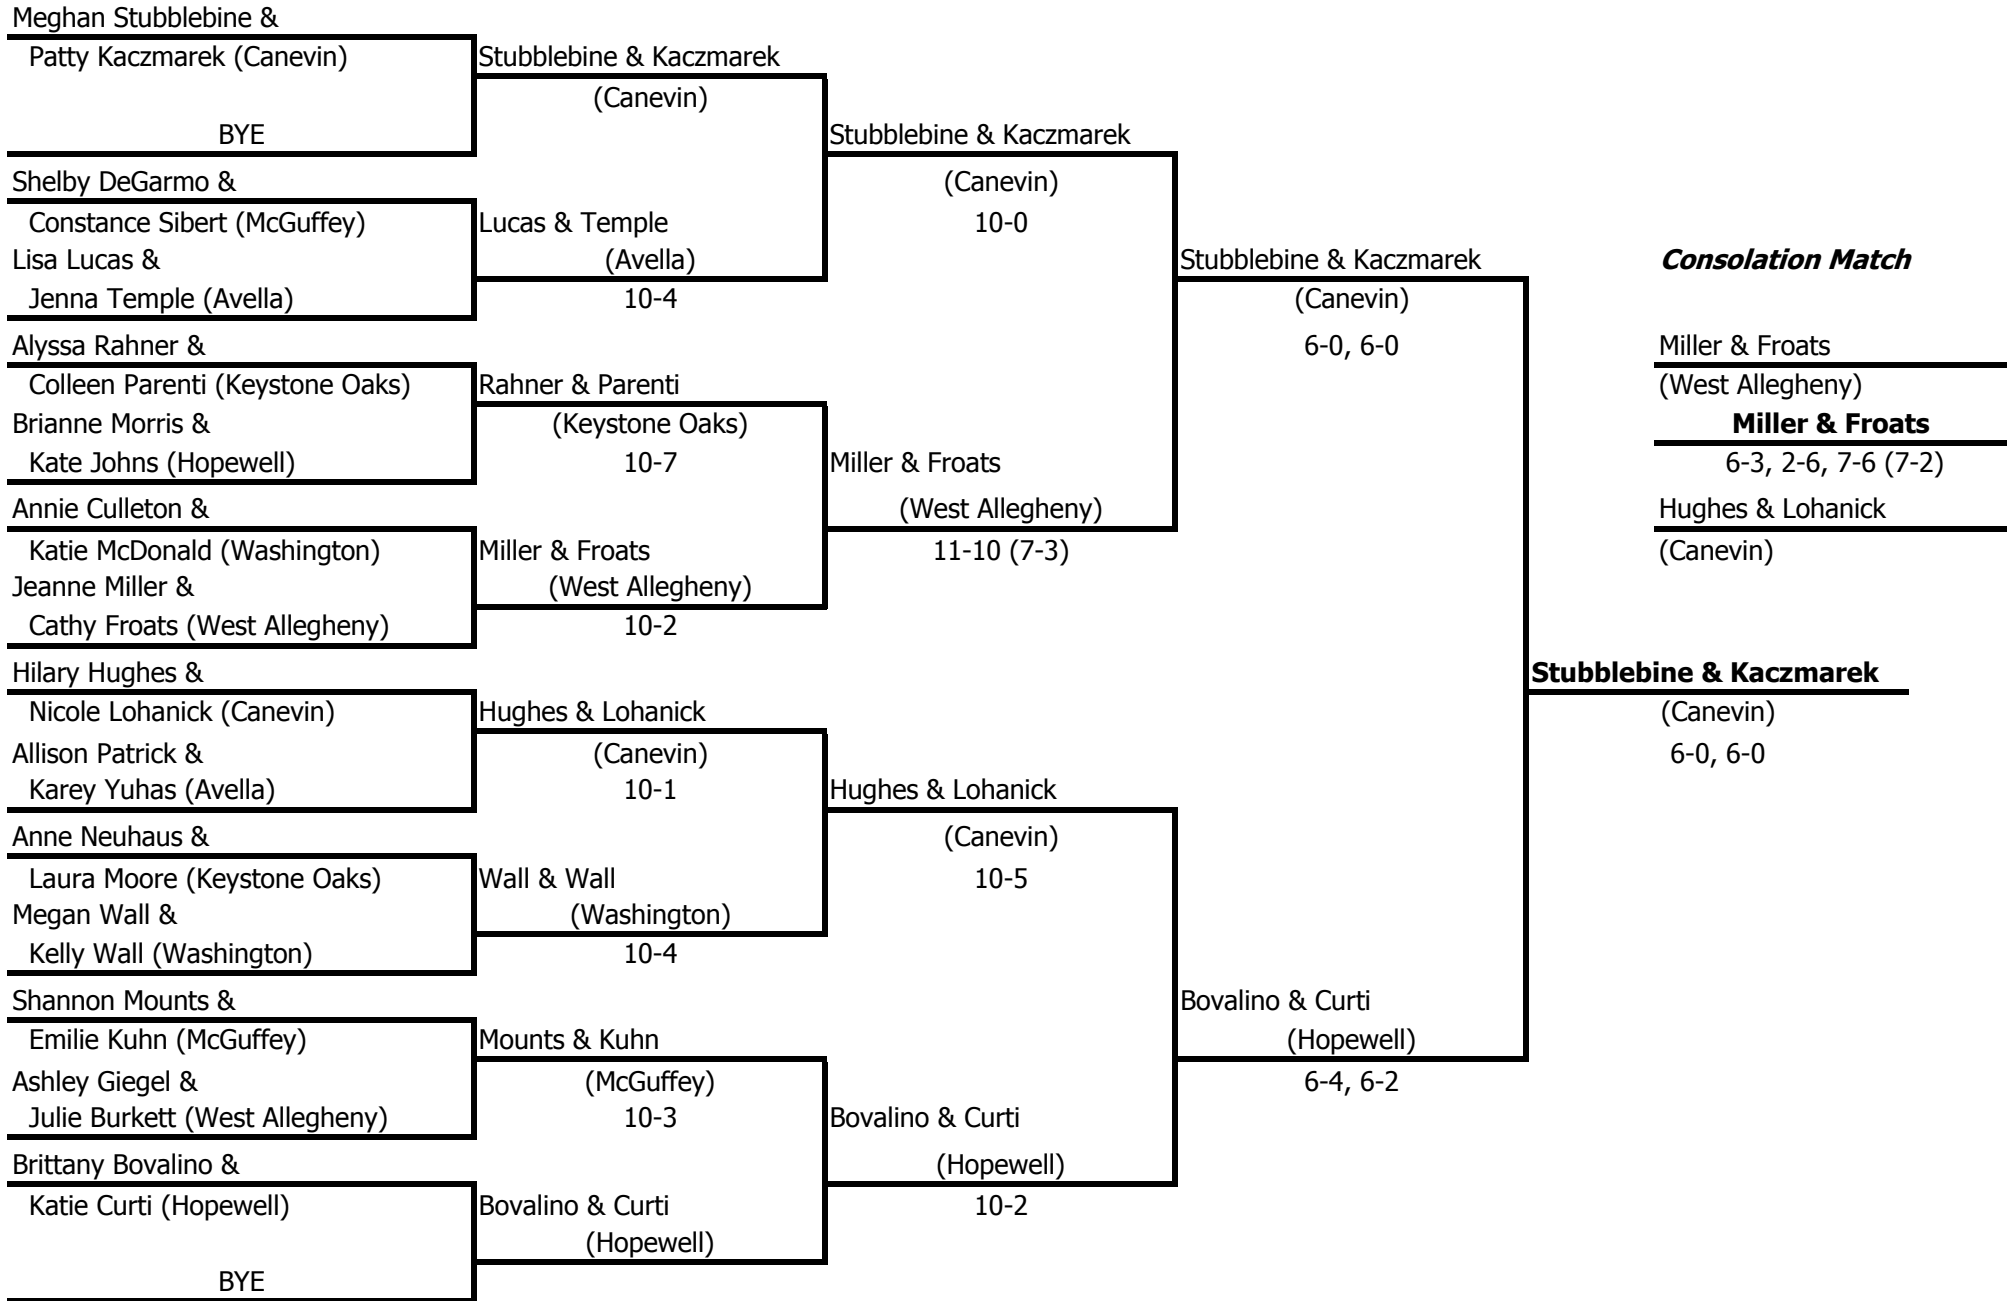 Meghan Stubblebine &
Patty Kaczmarek (Canevin)
BYE
Shelby DeGarmo &
Constance Sibert (McGuffey)
Lisa Lucas &
Jenna Temple (Avella)
Alyssa Rahner &
Colleen Parenti (Keystone Oaks)
Brianne Morris &
Kate Johns (Hopewell)
Annie Culleton &
Katie McDonald (Washington)
Jeanne Miller &
Cathy Froats (West Allegheny)
Hilary Hughes &
Nicole Lohanick (Canevin)
Allison Patrick &
Karey Yuhas (Avella)
Anne Neuhaus &
Laura Moore (Keystone Oaks)
Megan Wall &
Kelly Wall (Washington)
Shannon Mounts &
Emilie Kuhn (McGuffey)
Ashley Giegel &
Julie Burkett (West Allegheny)
Brittany Bovalino &
Katie Curti (Hopewell)
BYE
Stubblebine & Kaczmarek
(Canevin)
Lucas & Temple
(Avella)
10-4
Rahner & Parenti
(Keystone Oaks)
10-7
Miller & Froats
(West Allegheny)
10-2
Hughes & Lohanick
(Canevin)
10-1
Wall & Wall
(Washington)
10-4
Mounts & Kuhn
(McGuffey)
10-3
Bovalino & Curti
(Hopewell)
Stubblebine & Kaczmarek
(Canevin)
10-0
Miller & Froats
(West Allegheny)
11-10 (7-3)
Hughes & Lohanick
(Canevin)
10-5
Bovalino & Curti
(Hopewell)
10-2
Stubblebine & Kaczmarek
(Canevin)
6-0, 6-0
Bovalino & Curti
(Hopewell)
6-4, 6-2
Stubblebine & Kaczmarek
(Canevin)
6-0, 6-0
Consolation Match
Miller & Froats
(West Allegheny)
Miller & Froats
6-3, 2-6, 7-6 (7-2)
Hughes & Lohanick
(Canevin)